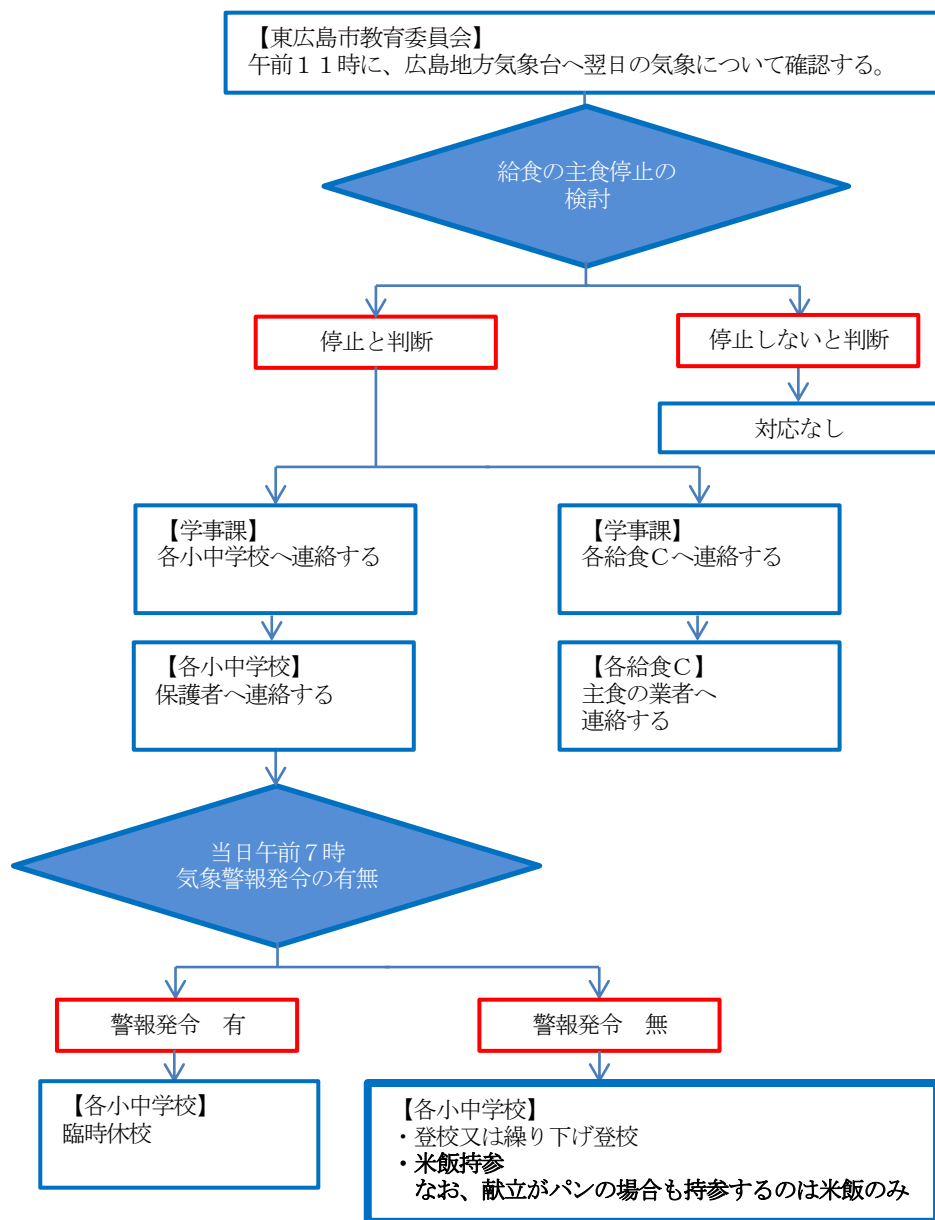 【東広島市教育委員会】
午前１１時に、広島地方気象台へ翌日の気象について確認する。
給食の主食停止の
検討
停止と判断
停止しないと判断
対応なし
【学事課】
各小中学校へ連絡する
【学事課】
各給食Ｃへ連絡する
【各小中学校】
保護者へ連絡する
【各給食Ｃ】
主食の業者へ
連絡する
当日午前７時
気象警報発令の有無
警報発令　有
警報発令　無
【各小中学校】
臨時休校
【各小中学校】
・登校又は繰り下げ登校
・米飯持参
なお、献立がパンの場合も持参するのは米飯のみ